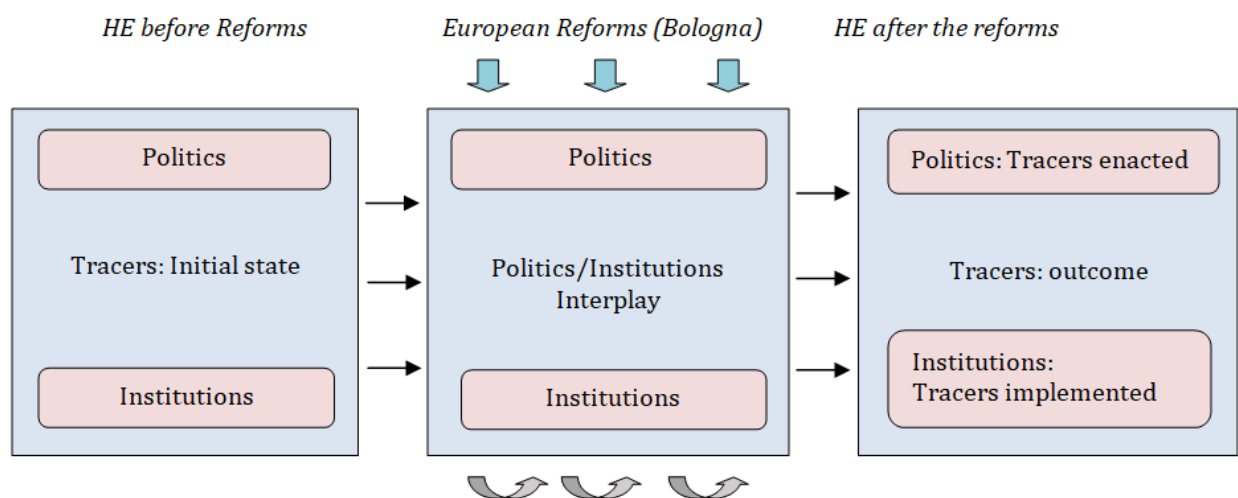 HE before Reforms
European Reforms (Bologna)
HE after the reforms
Politics
Tracers: Initial state
Institutions
Politics
Politics/Institutions
Interplay
Institutions
Politics: Tracers enacted
Tracers: outcome
Institutions:
Tracers implemented